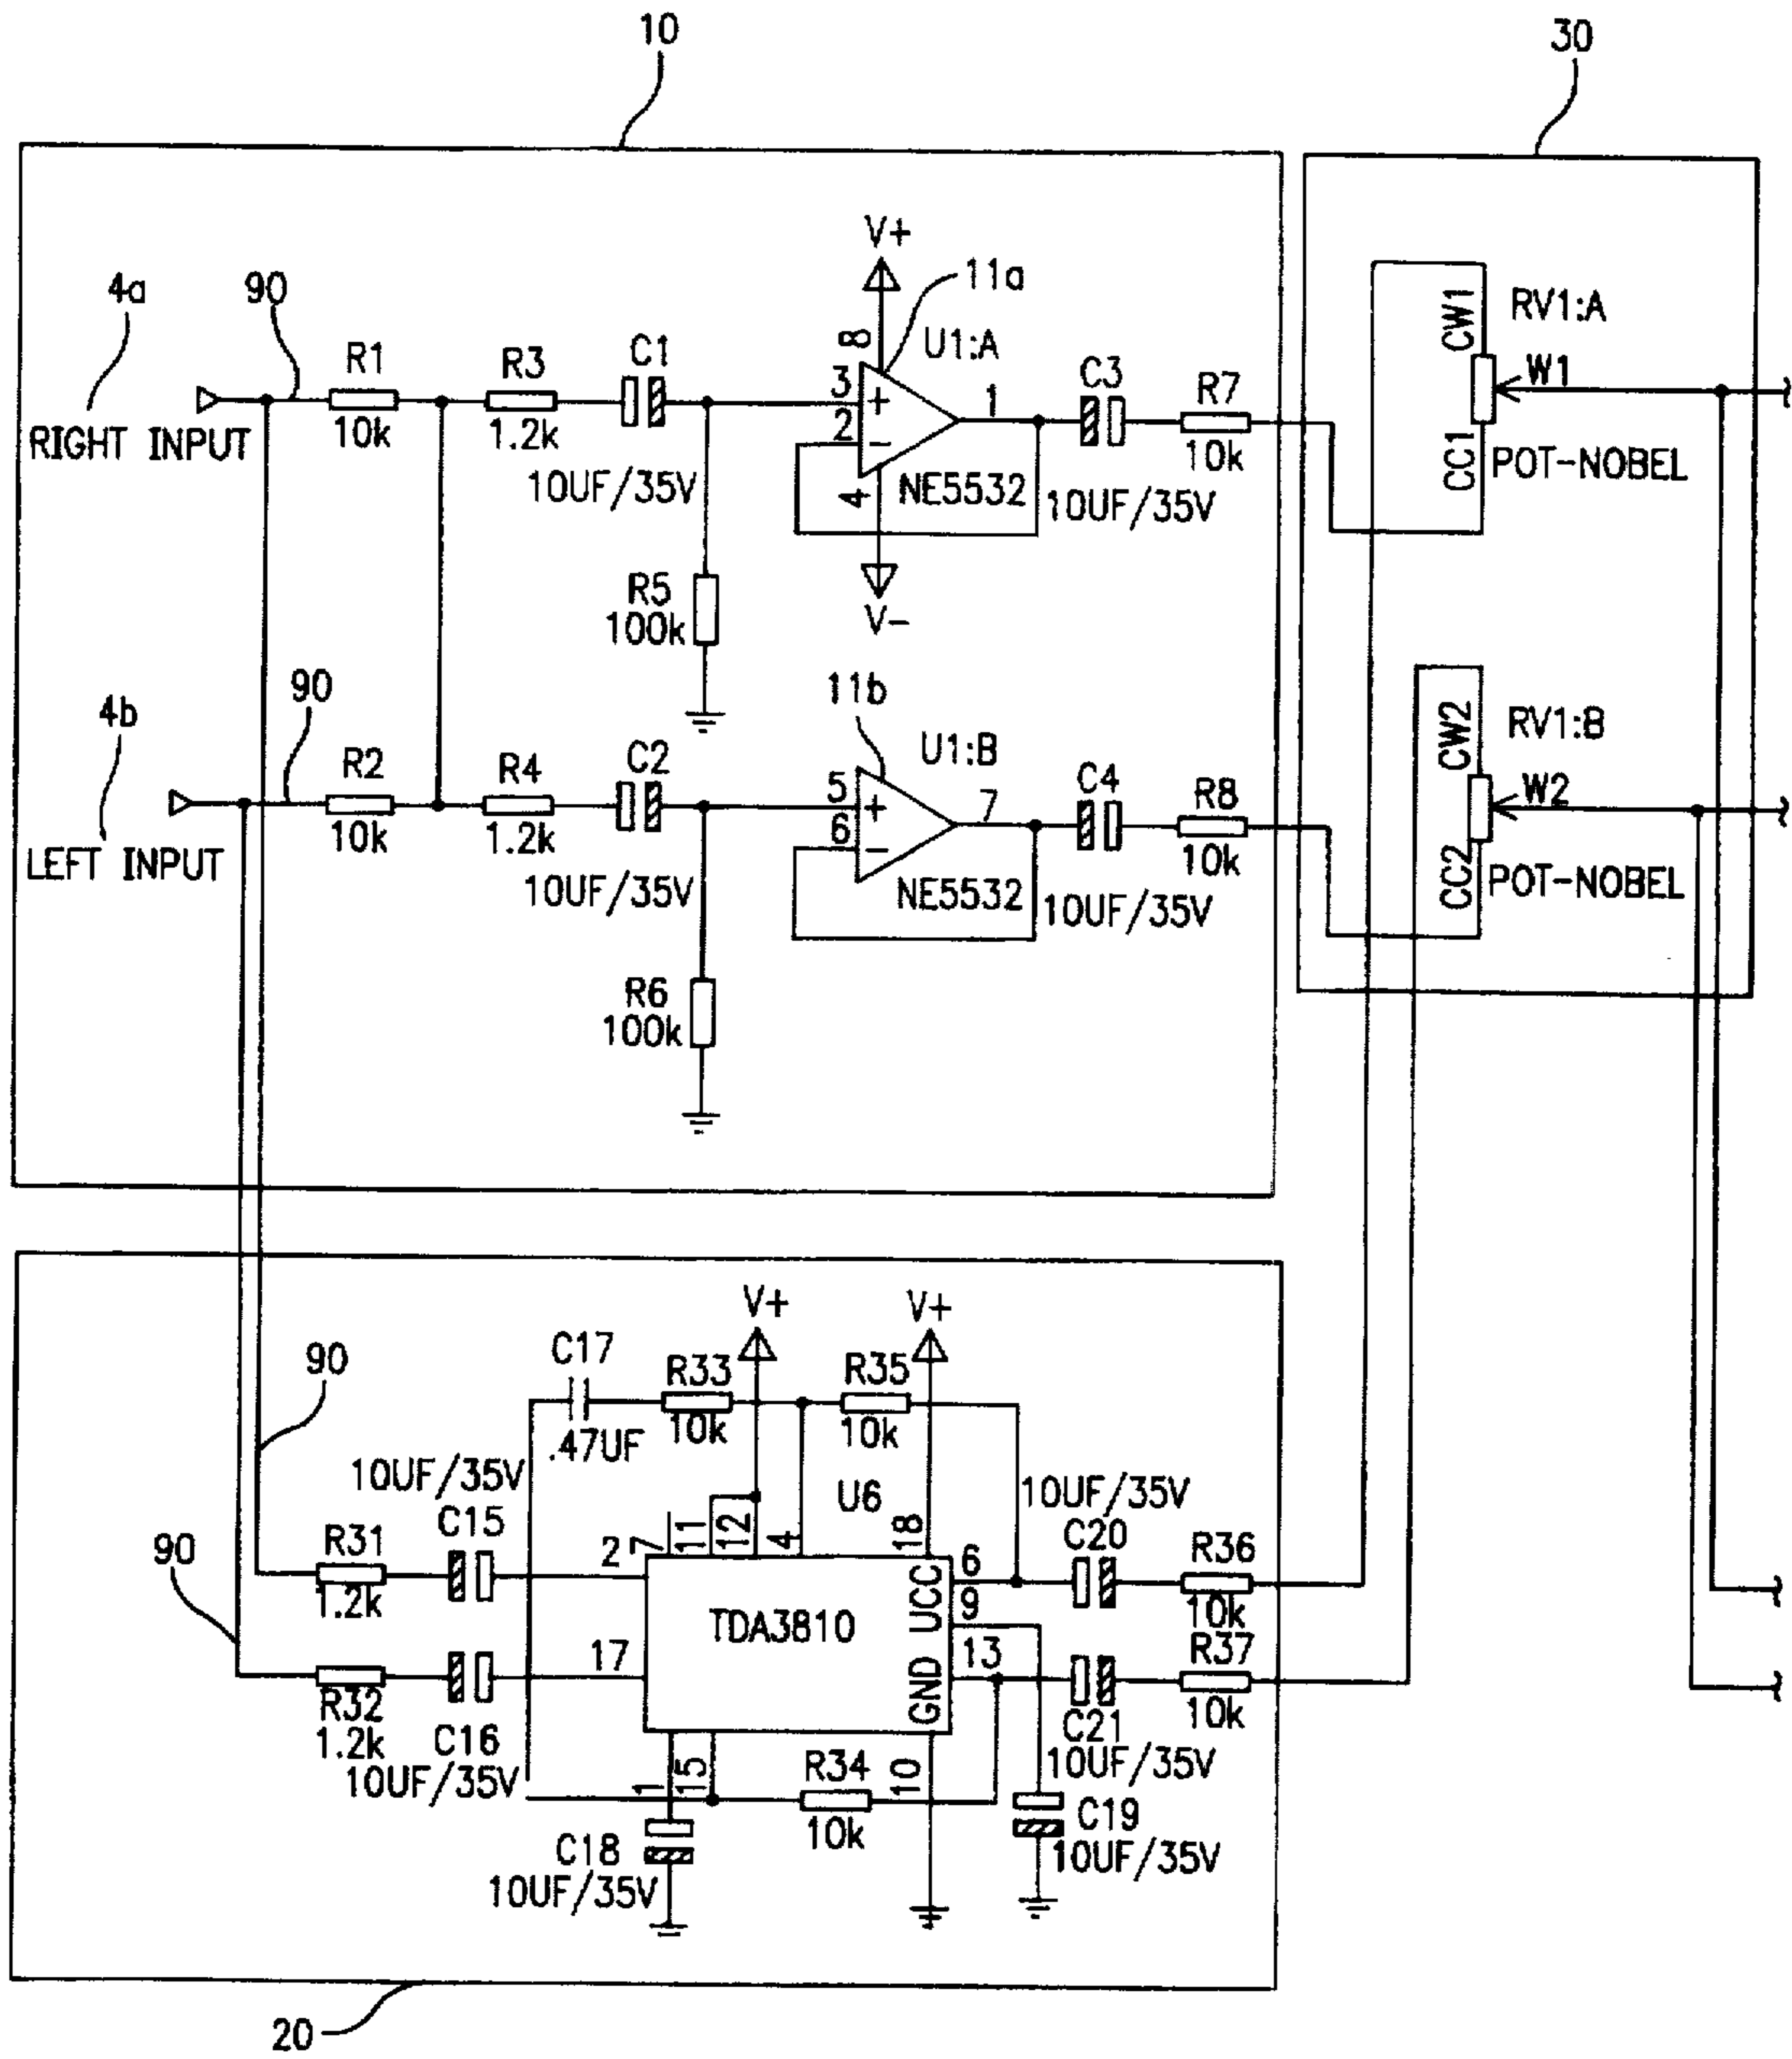 10
30
V+
11a
4a
90
8
U1:A
CW1
RV1:A
R1
R3
C1
3
+
2
−
1
C3
R7
W1
RIGHT INPUT
10k
1.2k
10UF/35V
4
NE5532
10UF/35V
10k
CC1
POT-NOBEL
R5
100k
V-
4b
90
11b
U1:B
CW2
RV1:B
R2
R4
C2
5
+
6
−
7
C4
R8
W2
LEFT INPUT
10k
1.2k
10UF/35V
NE5532
10UF/35V
10k
CC2
POT-NOBEL
R6
100k
V+
V+
90
C17
R33
R35
.47UF
10k
10k
10UF/35V
U6
10UF/35V
90
R31
C15
2
7
11
12
4
18
6
C20
R36
1.2k
TDA3810
UCC
9
10k
17
GND
13
R37
R32
1.2k
C16
10UF/35V
1
15
R34
10k
10
C21
10UF/35V
10k
C18
10UF/35V
C19
10UF/35V
20